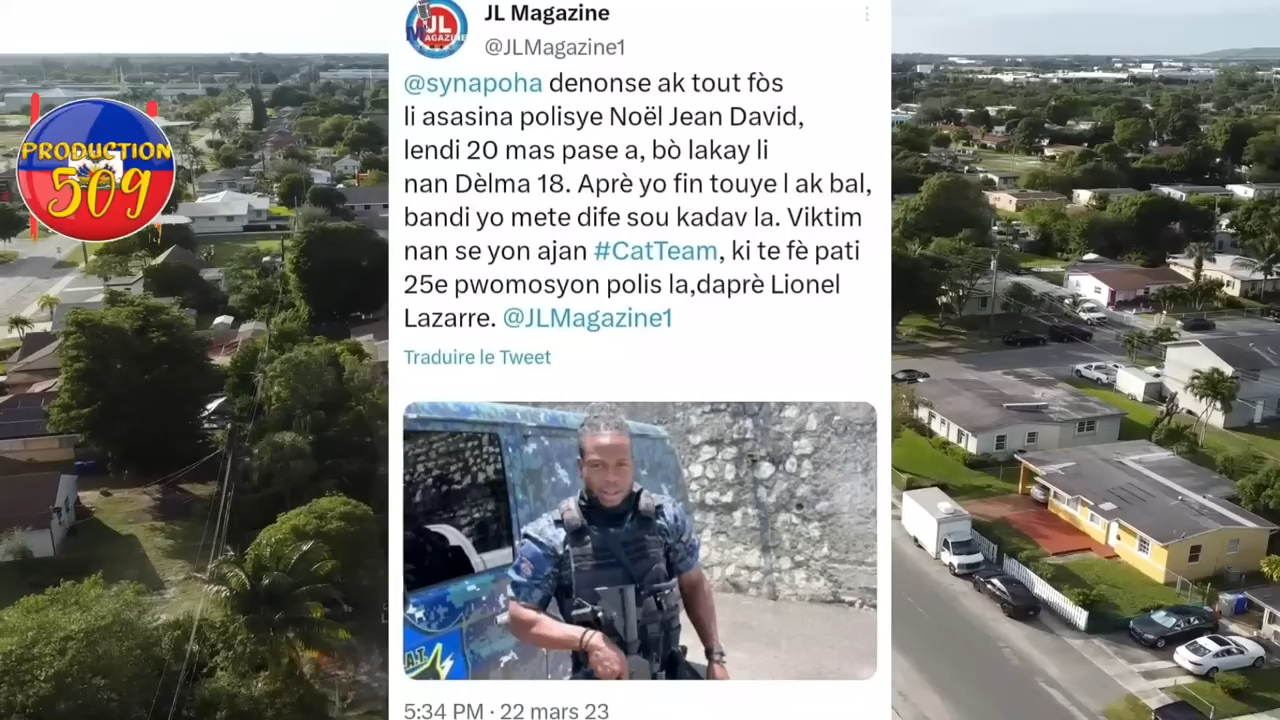 JL Magazine
@JLMagazine1
@synapoha denonse ak tout fòs
li asasina polisye Noël Jean David,
lendi 20 mas pase a, bò lakay li
nan Dèlma 18. Aprè yo fin touye l ak bal,
bandi yo mete dife sou kadav la. Viktim
nan se yon ajan #CatTeam, ki te fè pati
25e pwomosyon polis la,daprè Lionel
Lazarre. @JLMagazine1
Traduire le Tweet
5:34 PM · 22 mars 23
PRODUCTION
509
JL
MAGAZINE
A.T.